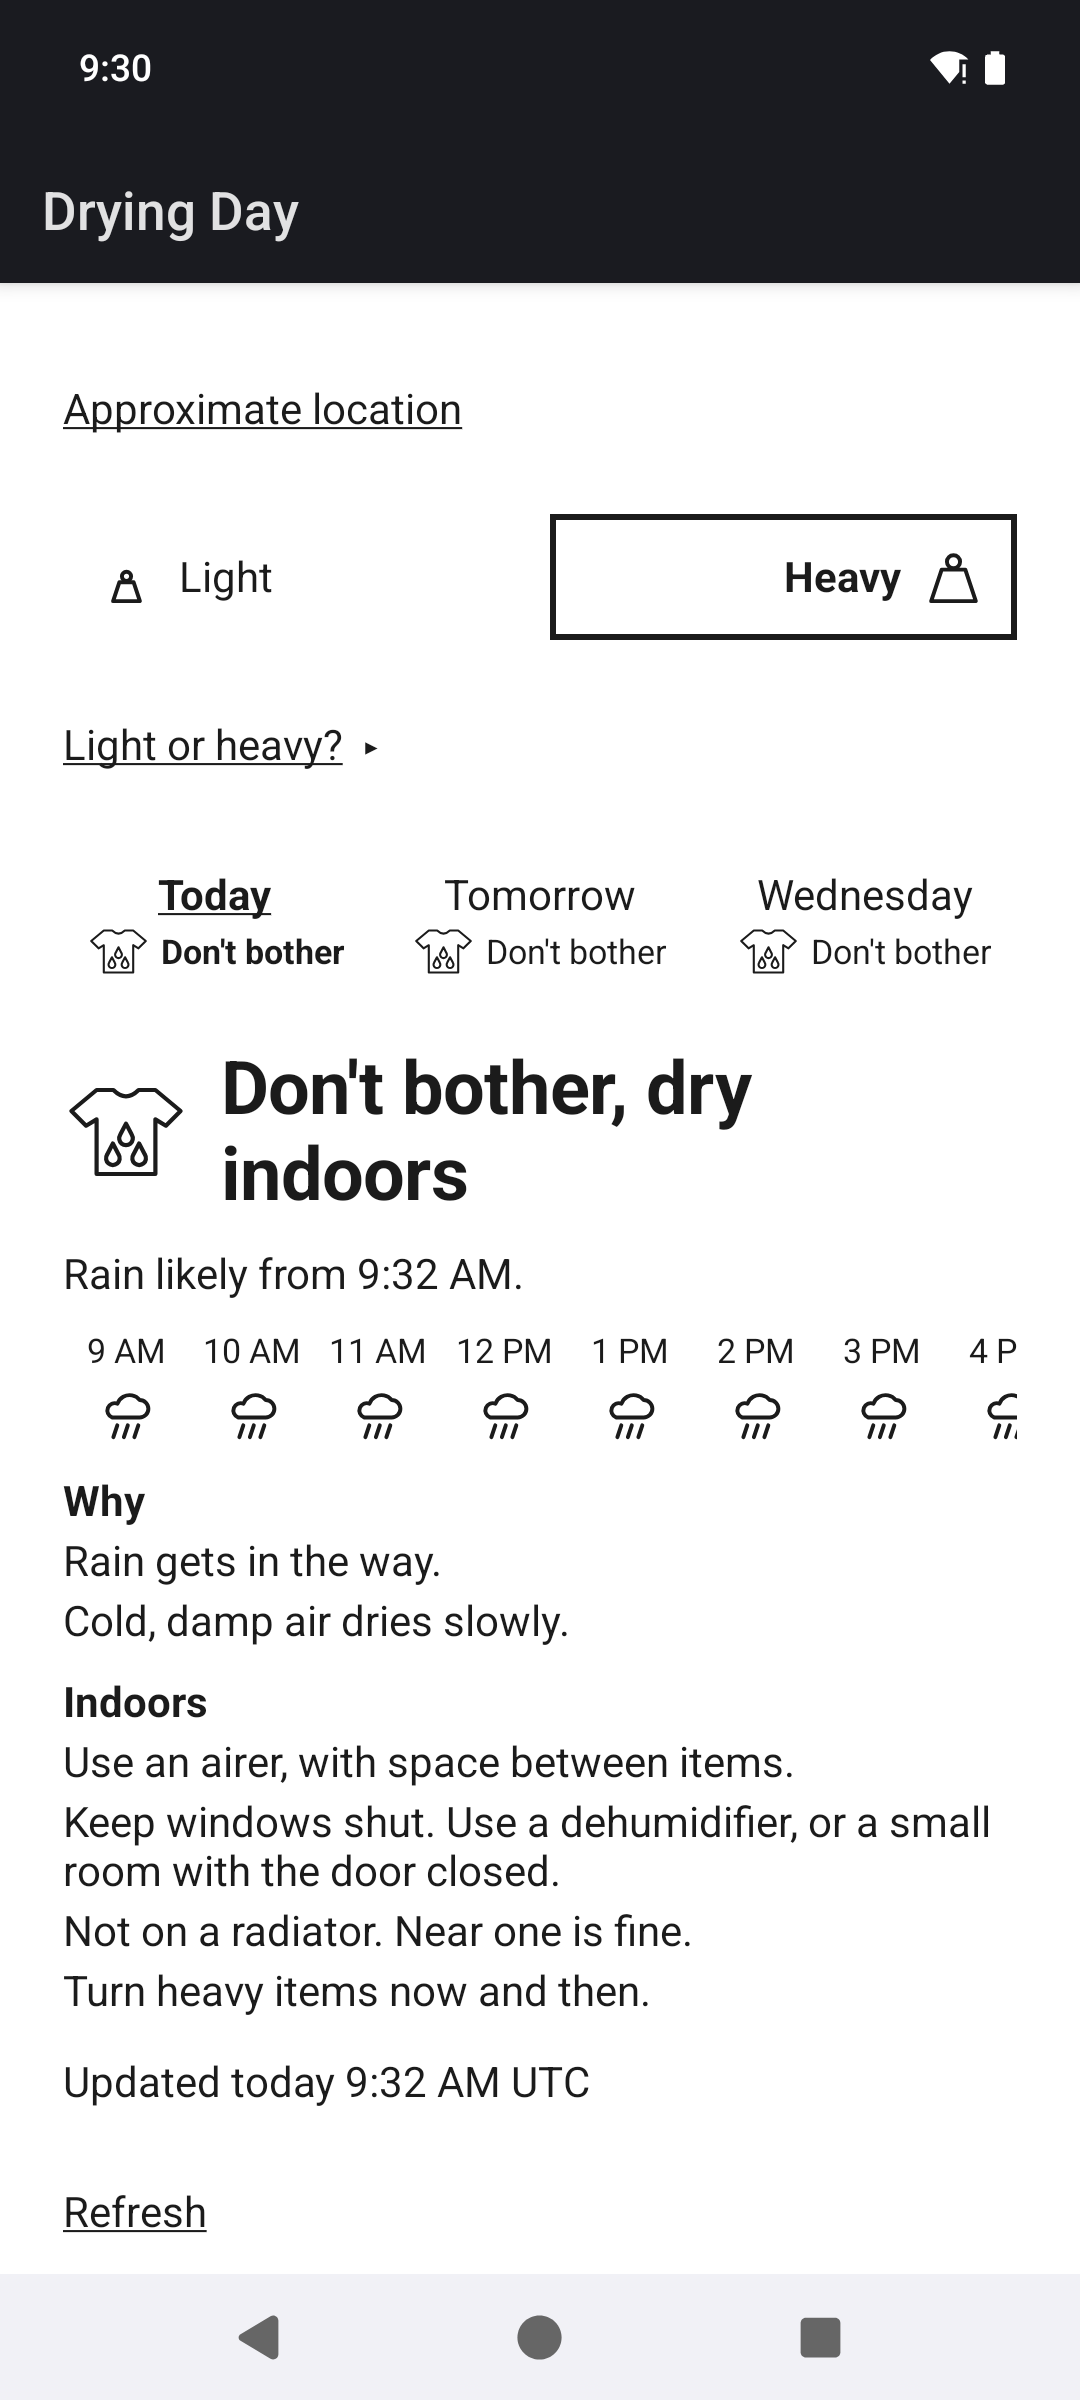 9:30
Drying Day
Approximate location
Light
Heavy
Light or heavy?
Today Tomorrow Wednesday
Don't bother Don't bother Don't bother
Don't bother, dry
indoors
Rain likely from 9:32 AM.
9 AM 10 AM 11 AM 12 PM 1 PM 2 PM 3 PM 4 P
Why
Rain gets in the way.
Cold, damp air dries slowly.
Indoors
Use an airer, with space between items.
Keep windows shut. Use a dehumidifier, or a small
room with the door closed.
Not on a radiator. Near one is fine.
Turn heavy items now and then.
Updated today 9:32 AM UTC
Refresh